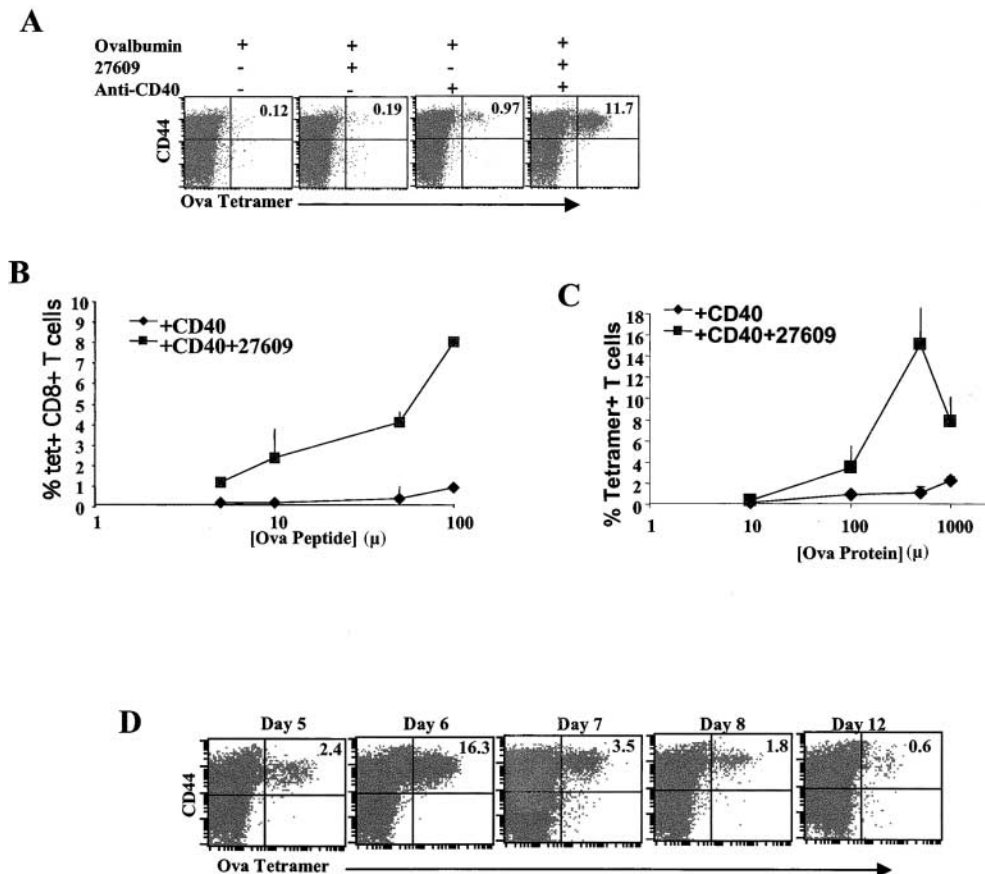 A
Ovalbumin + + + +
27609 - + - +
Anti-CD40 - - + +
0.12 0.19 0.97 11.7
CD44
Ova Tetramer
B
% tet+ CD8+ T cells
10
9
8
7
6
5
4
3
2
1
0
+CD40
+CD40+27609
1 10 100
[Ova Peptide] (µ)
C
% Tetramer+ T cells
18
16
14
12
10
8
6
4
2
0
+CD40
+CD40+27609
1 10 100 1000
[Ova Protein] (µ)
D
Day 5 Day 6 Day 7 Day 8 Day 12
2.4 16.3 3.5 1.8 0.6
CD44
Ova Tetramer